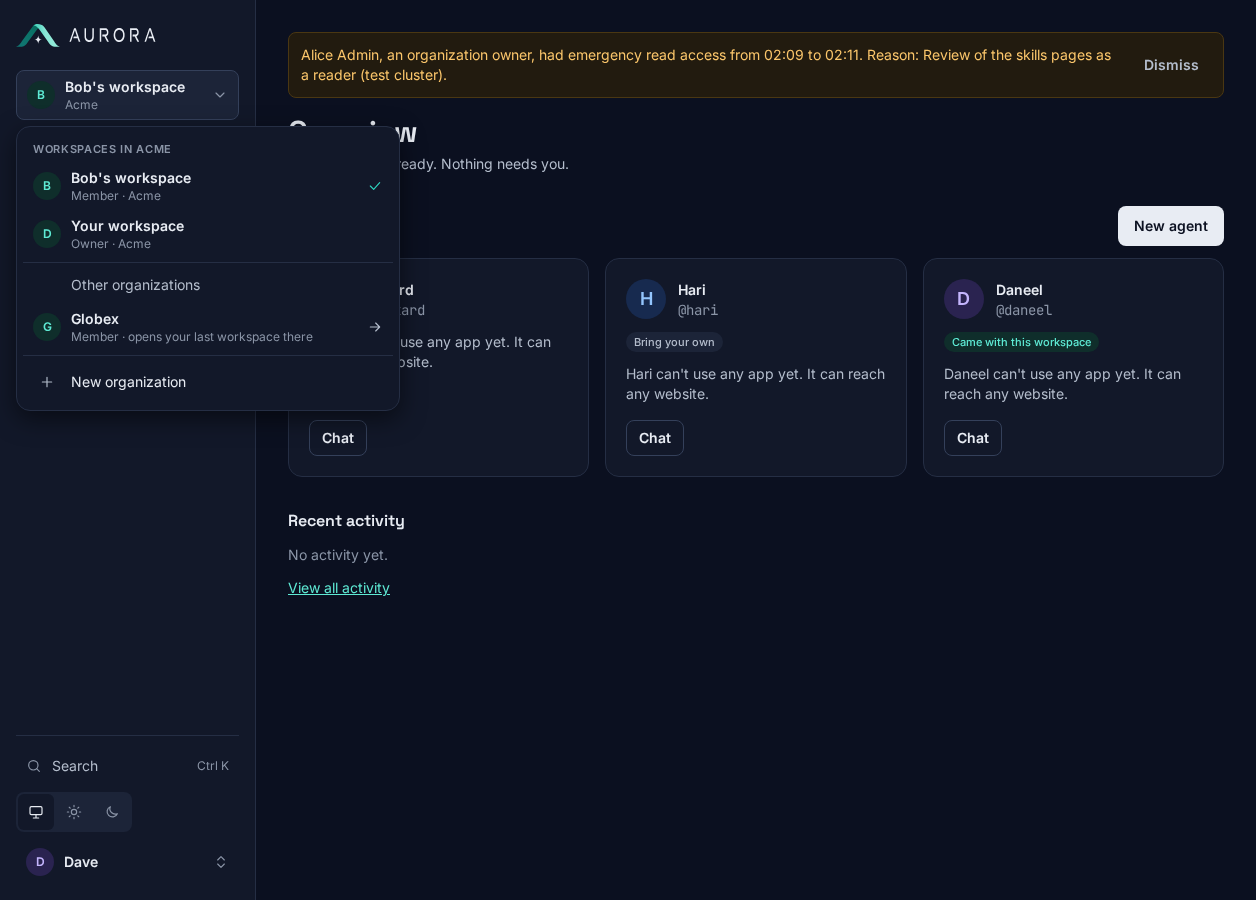 AURORA
B
Bob's workspace
Acme
WORKSPACES IN ACME
B
Bob's workspace
Member · Acme
D
Your workspace
Owner · Acme
Other organizations
G
Globex
Member · opens your last workspace there
New organization
Search
Ctrl K
D
Dave
Alice Admin, an organization owner, had emergency read access from 02:09 to 02:11. Reason: Review of the skills pages as
a reader (test cluster).
Dismiss
ready. Nothing needs you.
New agent
use any app yet. It can
Chat
H
Hari
@hari
Bring your own
Hari can't use any app yet. It can reach
any website.
Chat
D
Daneel
@daneel
Came with this workspace
Daneel can't use any app yet. It can
reach any website.
Chat
Recent activity
No activity yet.
View all activity